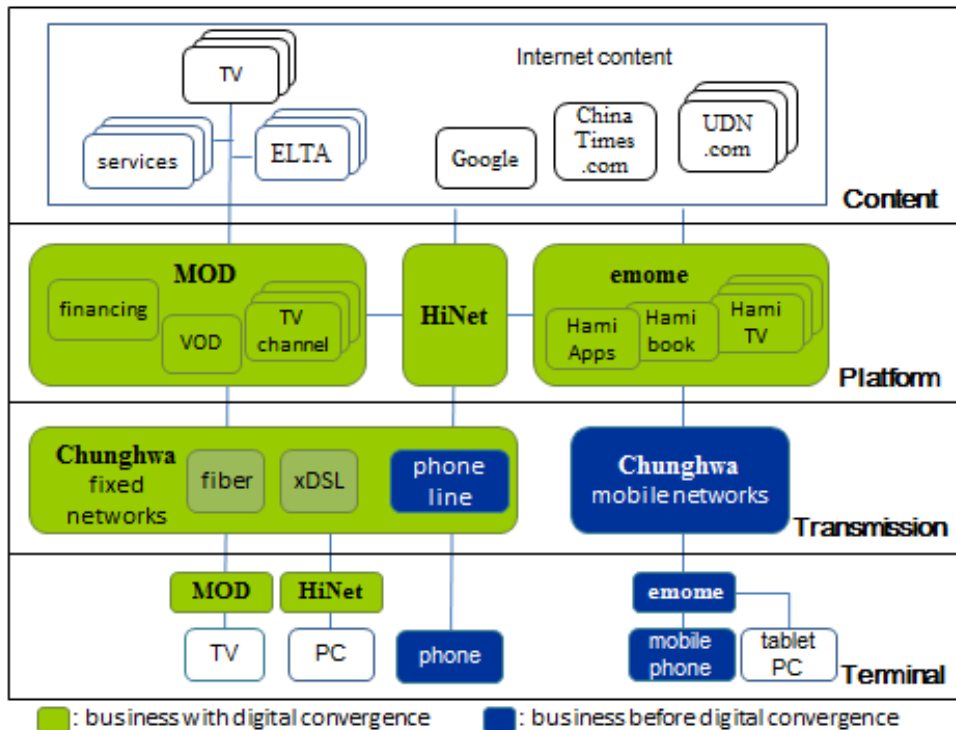 TV
Internet content
services
ELTA
Google
China
Times
.com
UDN
.com
Content
MOD
financing
VOD
TV
channel
HiNet
emome
Hami
Apps
Hami
book
Hami
TV
Platform
Chunghwa
fixed
networks
fiber
xDSL
phone
line
Chunghwa
mobile networks
Transmission
MOD
HiNet
emome
TV
PC
phone
mobile
phone
tablet
PC
Terminal
: business with digital convergence
: business before digital convergence